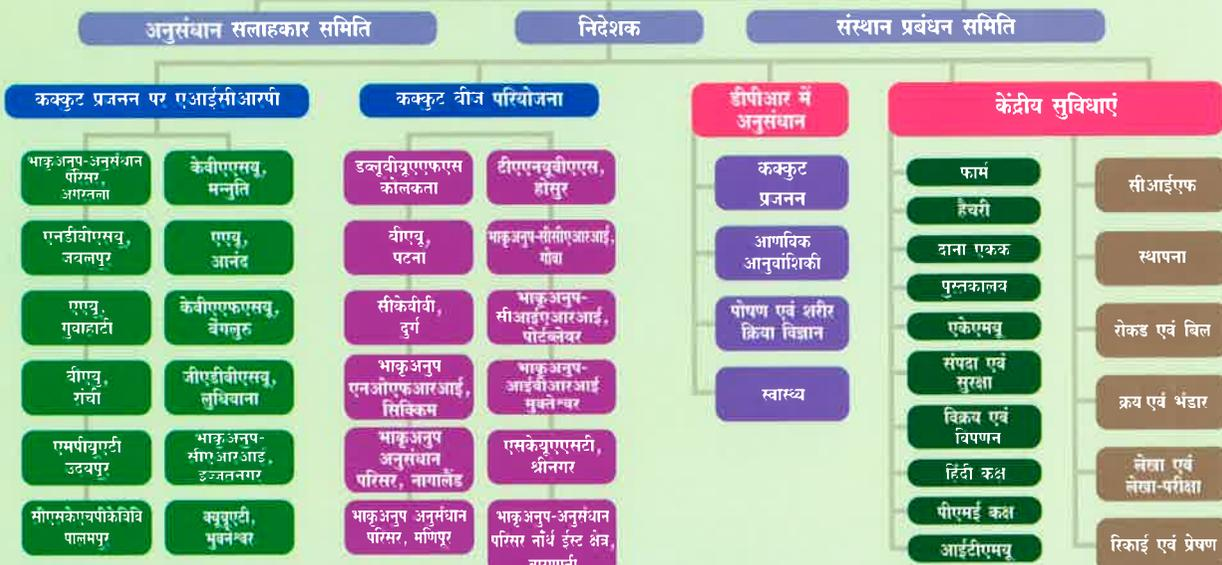 अनुसंधान सलाहकार समिति
निदेशक
संस्थान प्रबंधन समिति
कक्कुट प्रजनन पर एआईसीआरपी
भाकृअनुप-अनुसंधान
परिसर,
अगरतला
एनडीवीएसयु,
जबलपुर
एएयु,
गुवाहाटी
वीएयु,
रांची
एमपीयूएटी
उदयपुर
सीएसकेएचपीकेविवि
पालमपुर
केवीएएसयू,
मन्नुति
एएयू,
आनंद
केवीएएफएसयू,
बेंगलुरु
जीएडीवीएसयू,
लुधियाना
भाकृअनुप-
सीएआरआई,
इज्जतनगर
भुवनेश्वर
कक्कुट बीज परियोजना
डब्लूबीयूएएफएस
कोलकता
वीएयू,
पटना
सीकेवीवी,
दुर्ग
भाकृअनुप
एनओएफआरआई,
सिक्किम
भाकृअनुप
अनुसंधान
परिसर, नागालैंड
भाकृअनुप अनुसंधान
परिसर, मणिपूर
टीएएनयूवीएएस,
होसुर
भाकृअनुप-सीसीएआरआई,
गोवा
भाकृअनुप-
सीआईएआरआई,
पोर्टब्लेयर
भाकृअनुप-
आईवीआरआई
मुक्तेश्वर
एसकेयूएएसटी,
श्रीनगर
भाकृअनुप-अनुसंधान
परिसर नॉर्थ ईस्ट क्षेत्र,
डीपीआर में
अनुसंधान
कक्कुट
प्रजनन
आणविक
आनुवांशिकी
पोषण एवं शरीर
क्रिया विज्ञान
स्वास्थ्य
केंद्रीय सुविधाएं
फार्म
हैचरी
दाना एकक
पुस्तकालय
एकेएमयू
संपदा एवं
सुरक्षा
विक्रय एवं
विपणन
हिंदी कक्ष
पीएमई कक्ष
आईटीएमयू
सीआईएफ
स्थापना
रोकड एवं बिल
क्रय एवं भंडार
लेखा एवं
लेखा-परीक्षा
रिकाई एवं प्रेषण